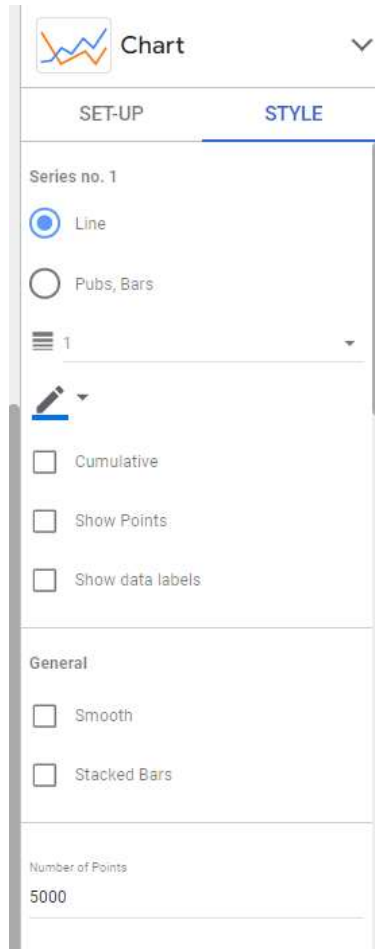 Chart
SET-UP STYLE
Series no. 1
Line
Pubs, Bars
1
Cumulative
Show Points
Show data labels
General
Smooth
Stacked Bars
Number of Points
5000